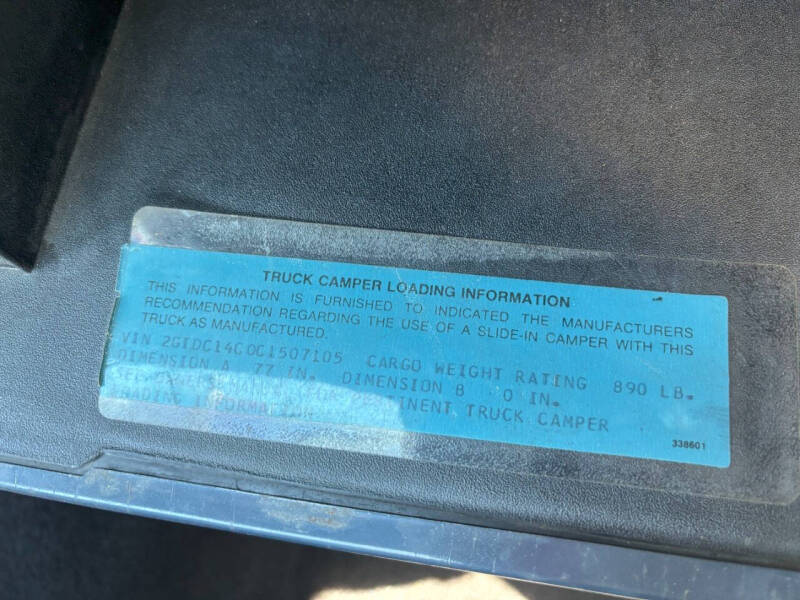 TRUCK CAMPER LOADING INFORMATION
THIS INFORMATION IS FURNISHED TO INDICATED THE MANUFACTURERS
RECOMMENDATION REGARDING THE USE OF A SLIDE-IN CAMPER WITH THIS
TRUCK AS MANUFACTURED.
VIN 2GTDC14C0C1507105 CARGO WEIGHT RATING 890 LB.
DIMENSION A 77 IN. DIMENSION B .0 IN.
TRUCK CAMPER
LOADING INFORMATION
338601